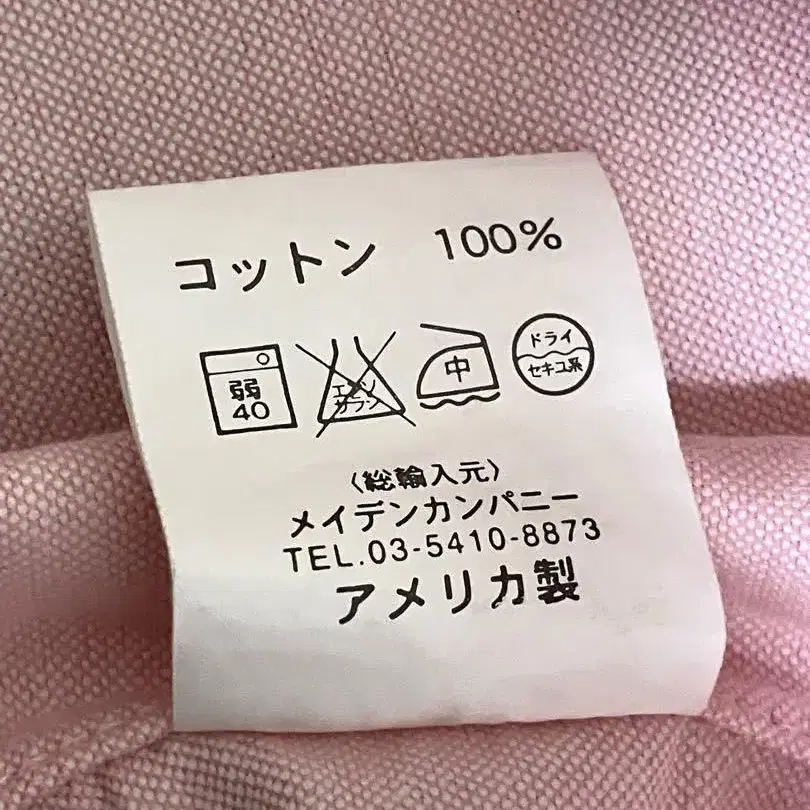 コットン 100%
弱
40
エンソ
サラシ
中
ドライ
セキユ系
〈総輸入元〉
メイデンカンパニー
TEL.03-5410-8873
アメリカ製